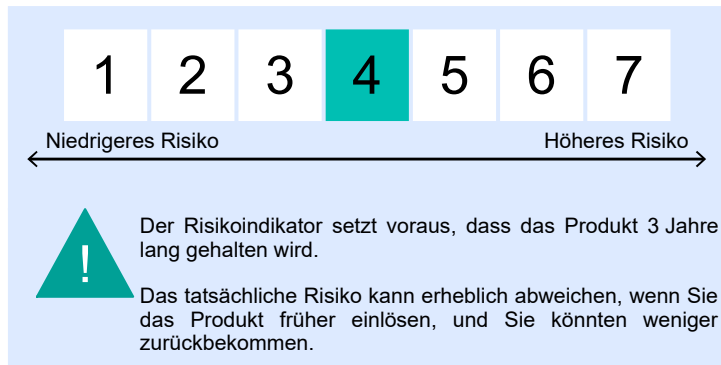 1 2 3 4 5 6 7
Niedrigeres Risiko Höheres Risiko
! Der Risikoindikator setzt voraus, dass das Produkt 3 Jahre
lang gehalten wird.
Das tatsächliche Risiko kann erheblich abweichen, wenn Sie
das Produkt früher einlösen, und Sie könnten weniger
zurückbekommen.